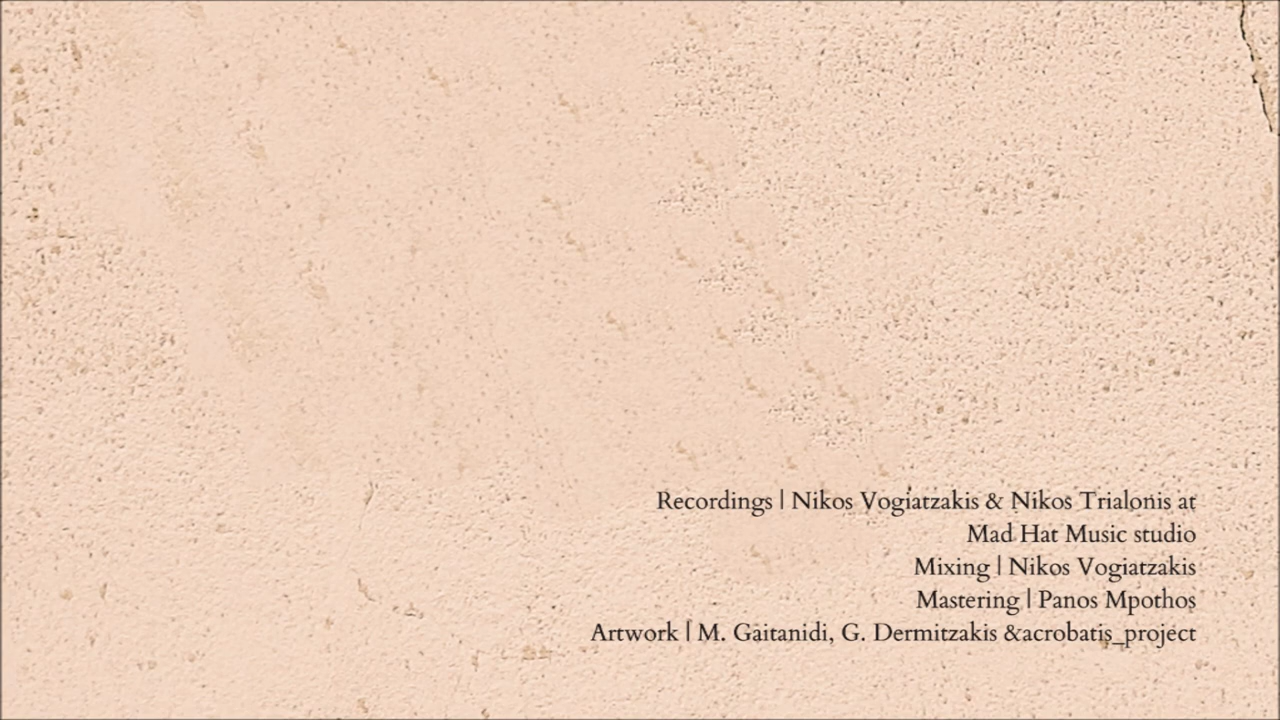 Recordings | Nikos Vogiatzakis & Nikos Trialonis at
Mad Hat Music studio
Mixing | Nikos Vogiatzakis
Mastering | Panos Mpothos
Artwork | M. Gaitanidi, G. Dermitzakis &acrobatis_project